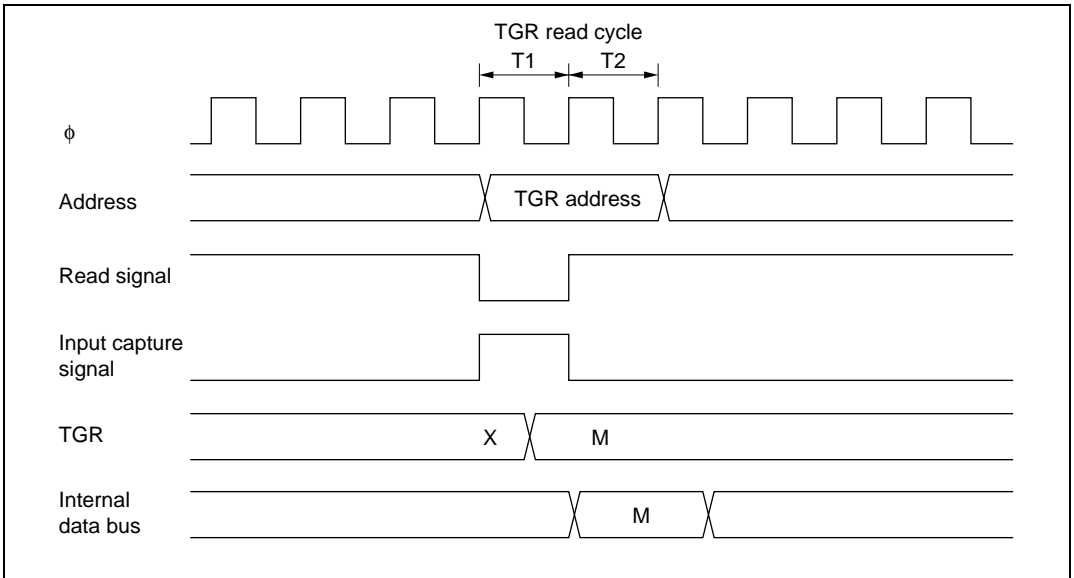 TGR read cycle
T1 T2
ϕ
Address
TGR address
Read signal
Input capture
signal
TGR
X M
Internal
data bus
M